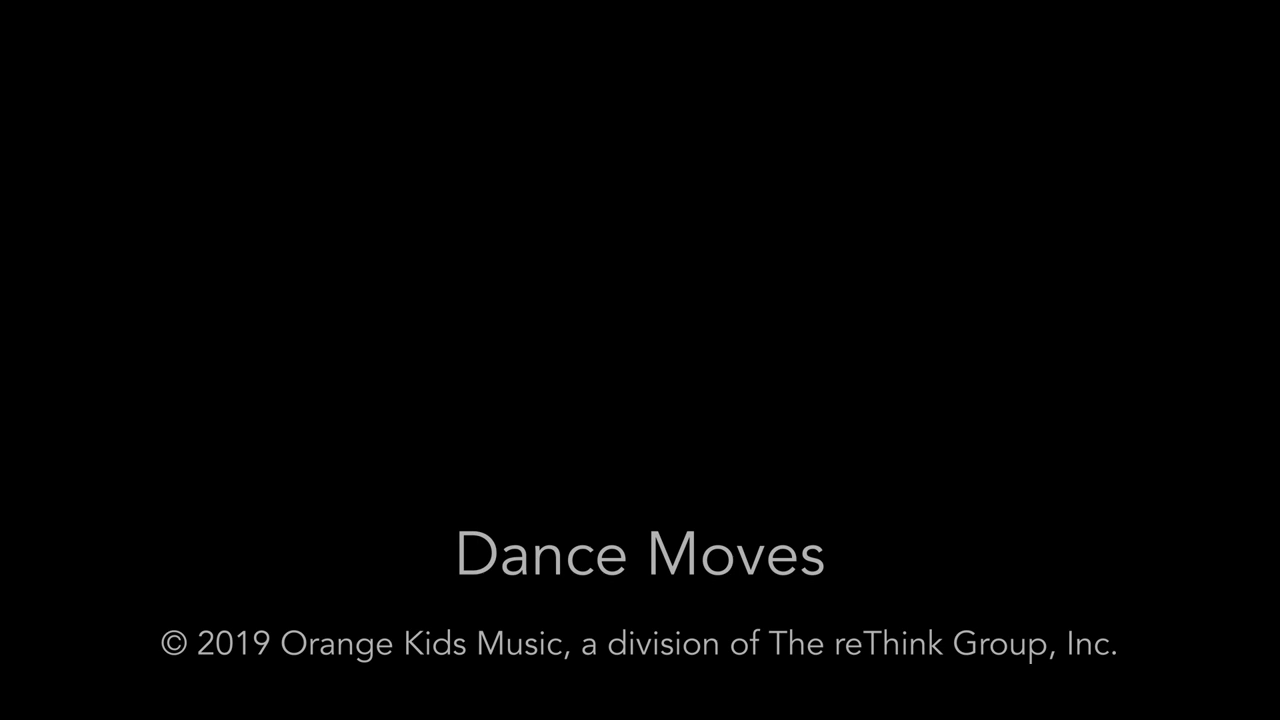 Dance Moves
© 2019 Orange Kids Music, a division of The reThink Group, Inc.